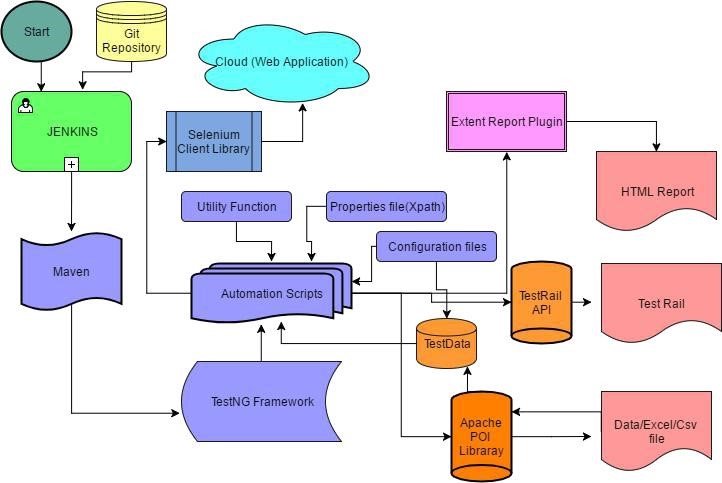 Start
Git
Repository
Cloud (Web Application)
JENKINS
+
Selenium
Client Library
Extent Report Plugin
HTML Report
Utility Function
Properties file(Xpath)
Configuration files
Maven
Automation Scripts
TestRail
API
Test Rail
TestData
TestNG Framework
Apache
POI
Libraray
Data/Excel/Csv
file